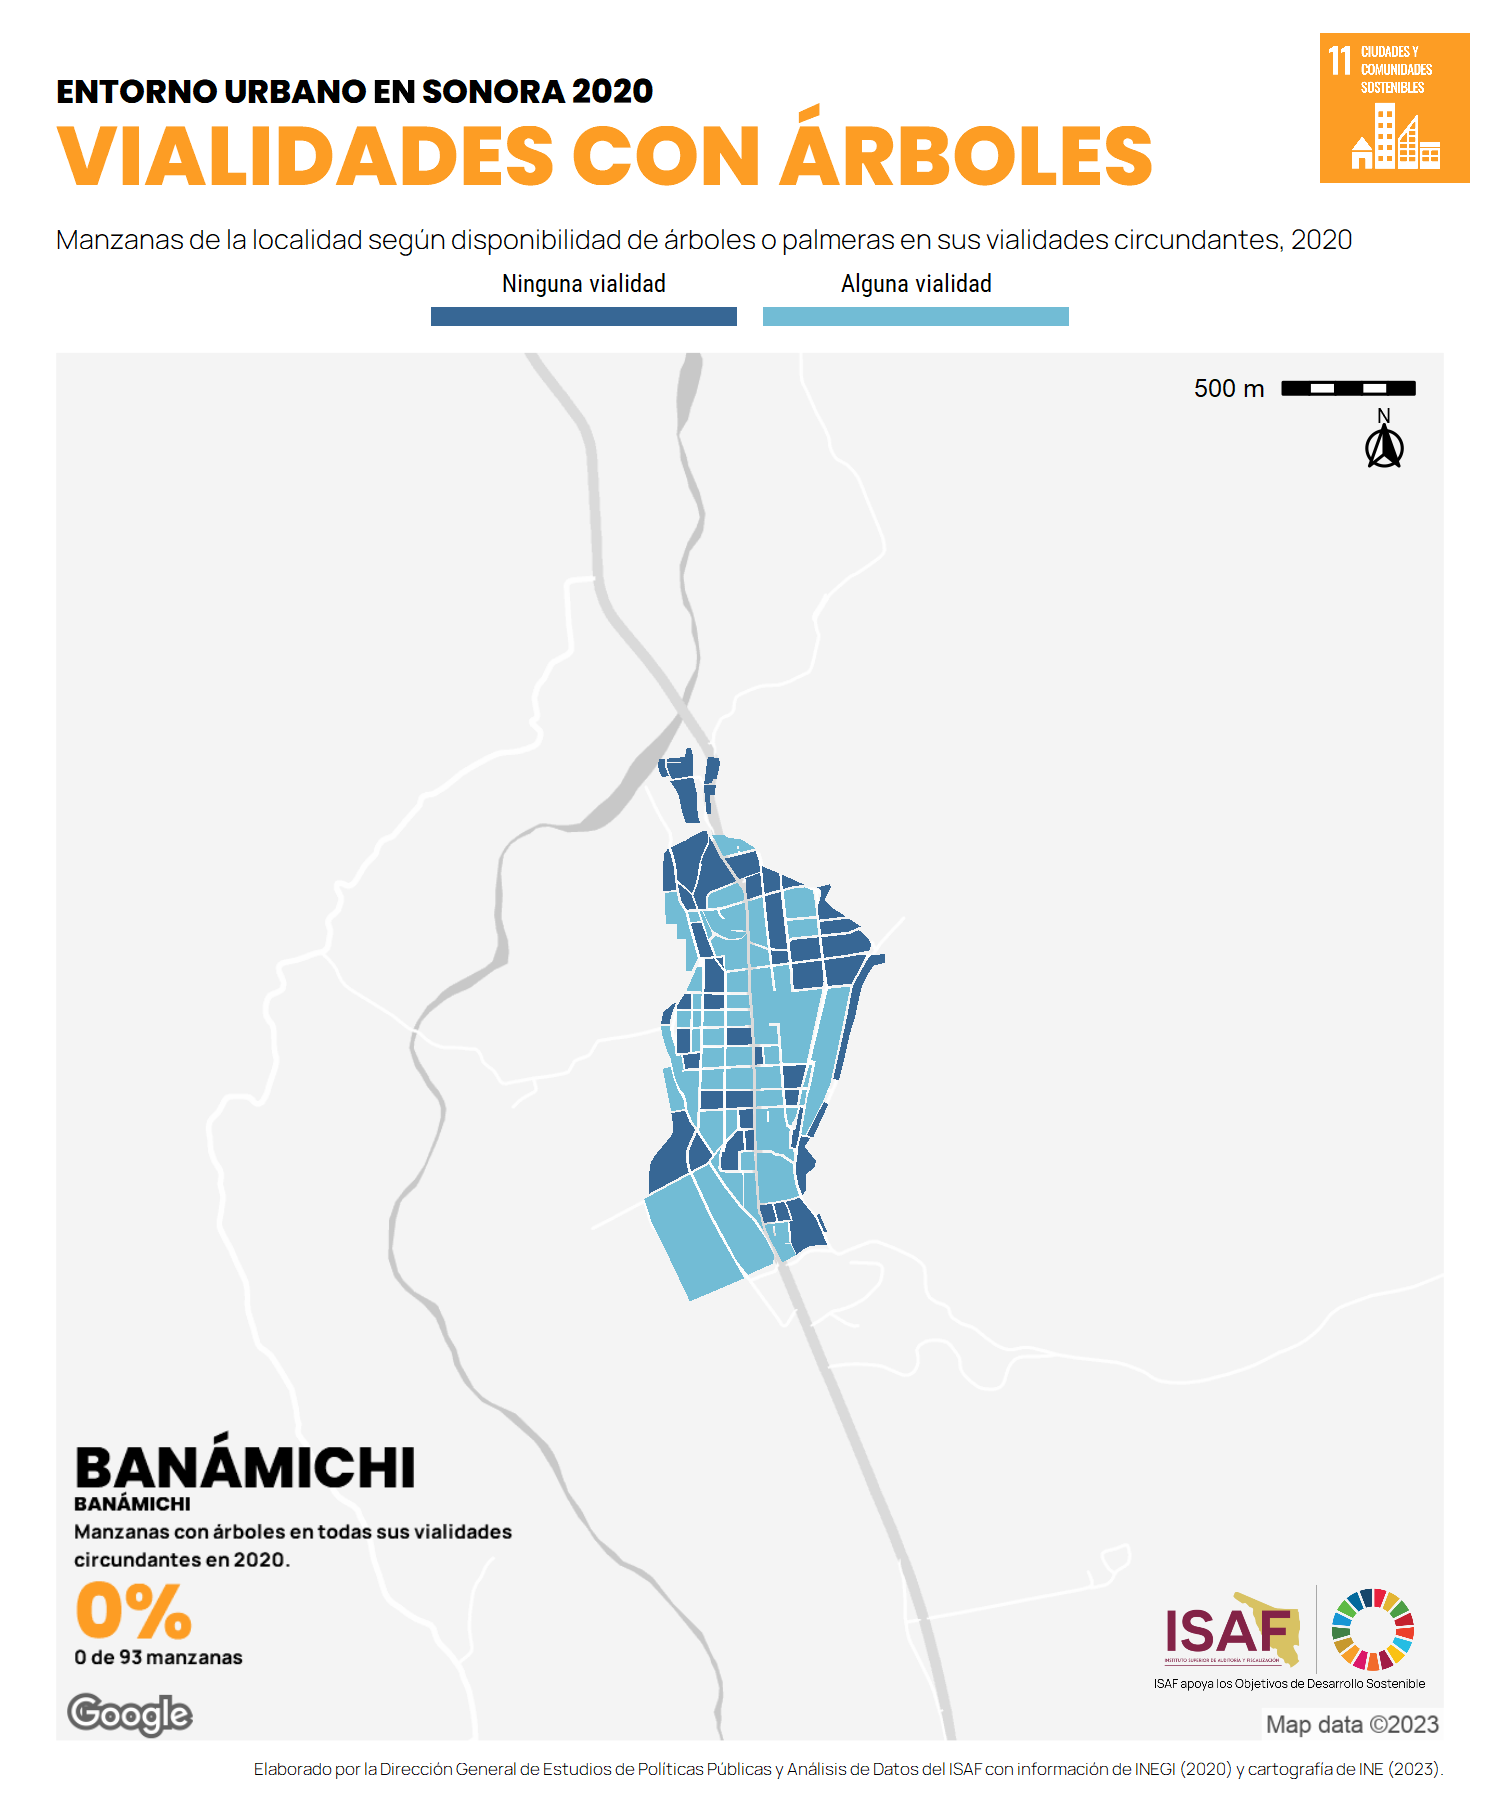 ENTORNO URBANO EN SONORA 2020
VIALIDADES CON ÁRBOLES
11 CIUDADES Y
COMUNIDADES
SOSTENIBLES
Manzanas de la localidad según disponibilidad de árboles o palmeras en sus vialidades circundantes, 2020
Ninguna vialidad
Alguna vialidad
500 m
N
BANÁMICHI
BANÁMICHI
Manzanas con árboles en todas sus vialidades
circundantes en 2020.
0%
0 de 93 manzanas
Google
ISAF
INSTITUTO SUPERIOR DE AUDITORÍA Y FISCALIZACIÓN
ISAF apoya los Objetivos de Desarrollo Sostenible
Map data ©2023
Elaborado por la Dirección General de Estudios de Políticas Públicas y Análisis de Datos del ISAF con información de INEGI (2020) y cartografía de INE (2023).